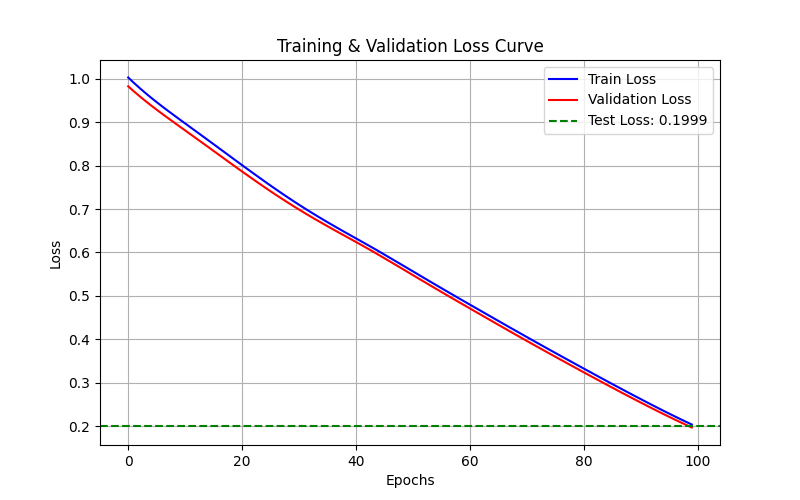 Training & Validation Loss Curve
Train Loss
Validation Loss
Test Loss: 0.1999
Loss
1.0
0.9
0.8
0.7
0.6
0.5
0.4
0.3
0.2
0 20 40 60 80 100
Epochs